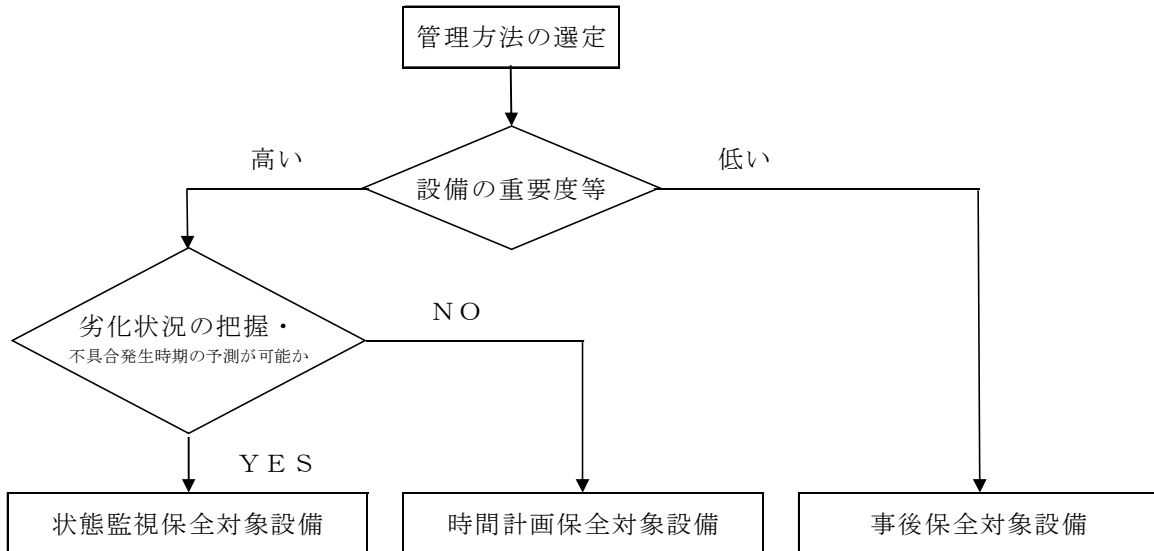 管理方法の選定
高い
低い
設備の重要度等
NO
劣化状況の把握・
不具合発生時期の予測が可能か
YES
状態監視保全対象設備
時間計画保全対象設備
事後保全対象設備